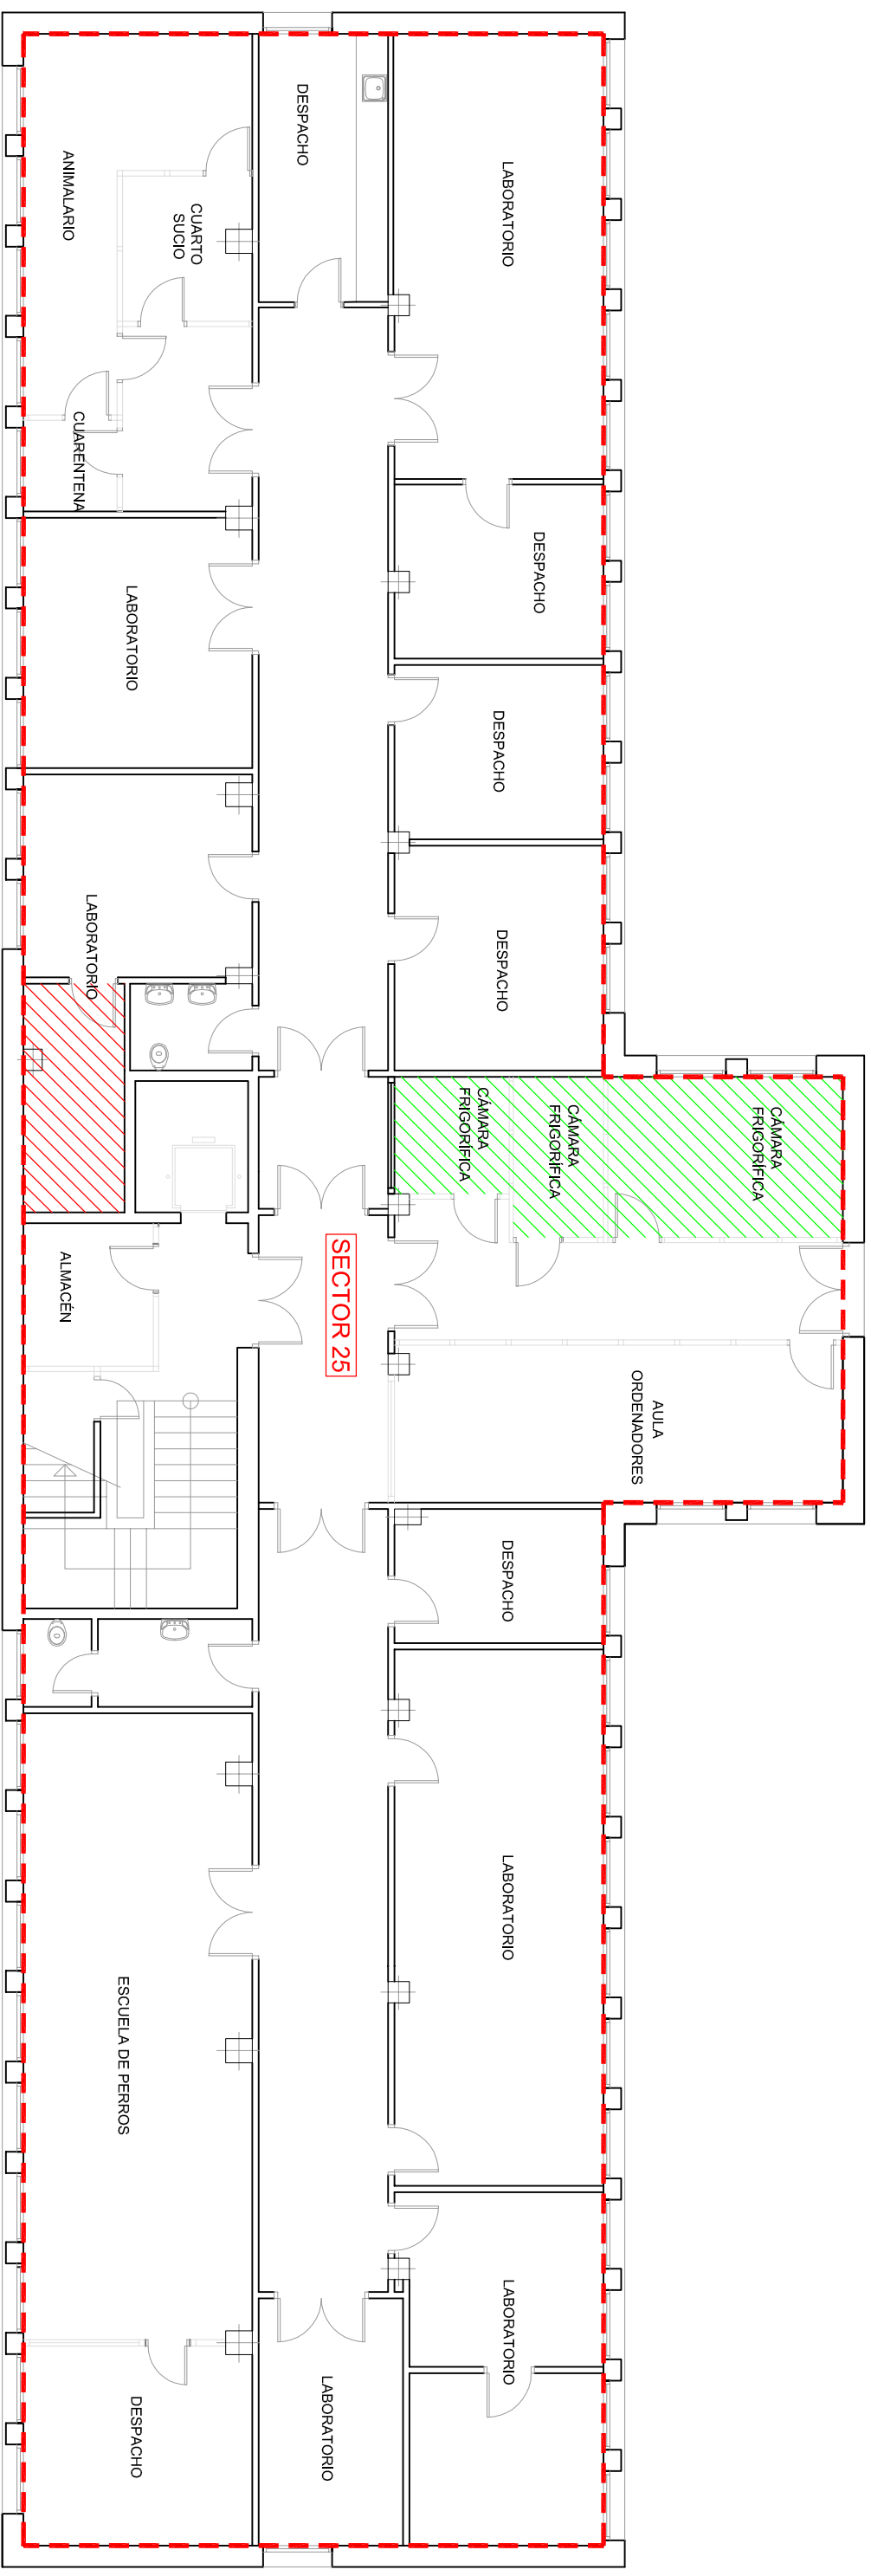 DESPACHO
LABORATORIO
ANIMALARIO
CUARTO
SUCIO
CUARENTENA
DESPACHO
LABORATORIO
DESPACHO
LABORATORIO
DESPACHO
CÁMARA
FRIGORÍFICA
CÁMARA
FRIGORÍFICA
CÁMARA
FRIGORÍFICA
SECTOR 25
ALMACÉN
AULA
ORDENADORES
DESPACHO
LABORATORIO
ESCUELA DE PERROS
LABORATORIO
LABORATORIO
DESPACHO